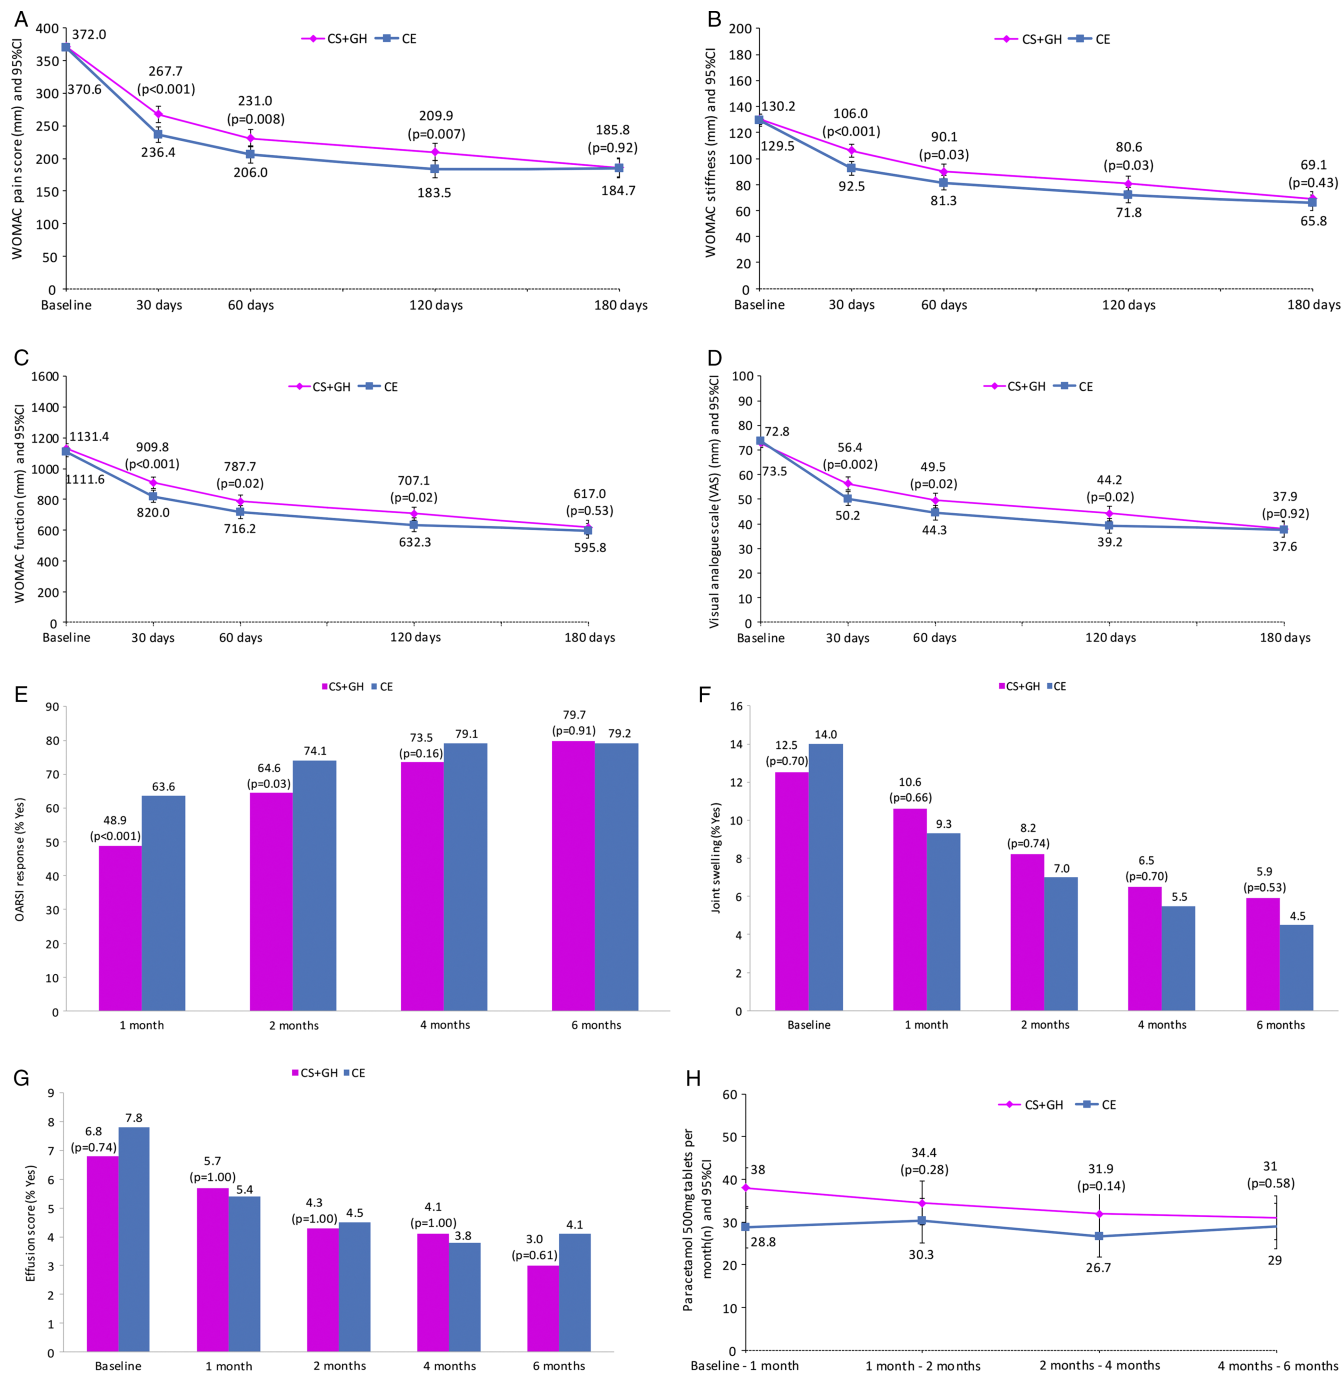 A
CS+GH CE
WOMAC pain score (mm) and 95%CI
400
350
300
250
200
150
100
50
0
372.0
370.6
267.7
(p<0.001)
236.4
231.0
(p=0.008)
206.0
209.9
(p=0.007)
183.5
185.8
(p=0.92)
184.7
Baseline 30 days 60 days 120 days 180 days
B
CS+GH CE
WOMAC stiffness (mm) and 95%CI
200
180
160
140
120
100
80
60
40
20
0
130.2
129.5
106.0
(p<0.001)
92.5
90.1
(p=0.03)
81.3
80.6
(p=0.03)
71.8
69.1
(p=0.43)
65.8
Baseline 30 days 60 days 120 days 180 days
C
CS+GH CE
WOMAC function (mm) and 95%CI
1600
1400
1200
1000
800
600
400
200
0
1131.4
1111.6
909.8
(p<0.001)
820.0
787.7
(p=0.02)
716.2
707.1
(p=0.02)
632.3
617.0
(p=0.53)
595.8
Baseline 30 days 60 days 120 days 180 days
D
CS+GH CE
Visual analogue scale (VAS) (mm) and 95%CI
100
90
80
70
60
50
40
30
20
10
0
72.8
73.5
56.4
(p=0.002)
50.2
49.5
(p=0.02)
44.3
44.2
(p=0.02)
39.2
37.9
(p=0.92)
37.6
Baseline 30 days 60 days 120 days 180 days
E
CS+GH CE
OARSI response (% Yes)
90
80
70
60
50
40
30
20
10
0
48.9
(p<0.001)
63.6
64.6
(p=0.03)
74.1
73.5
(p=0.16)
79.1
79.7
(p=0.91)
79.2
1 month 2 months 4 months 6 months
F
CS+GH CE
Joint swelling (% Yes)
16
14
12
10
8
6
4
2
0
12.5
(p=0.70)
14.0
10.6
(p=0.66)
9.3
8.2
(p=0.74)
7.0
6.5
(p=0.70)
5.5
5.9
(p=0.53)
4.5
Baseline 1 month 2 months 4 months 6 months
G
CS+GH CE
Effusion score (% Yes)
9
8
7
6
5
4
3
2
1
0
6.8
(p=0.74)
7.8
5.7
(p=1.00)
5.4
4.3
(p=1.00)
4.5
4.1
(p=1.00)
3.8
3.0
(p=0.61)
4.1
Baseline 1 month 2 months 4 months 6 months
H
CS+GH CE
Paracetamol 500mg tablets per
month(n) and 95%CI
60
50
40
30
20
10
0
38
28.8
34.4
(p=0.28)
30.3
31.9
(p=0.14)
26.7
31
(p=0.58)
29
Baseline - 1 month 1 month - 2 months 2 months - 4 months 4 months - 6 months